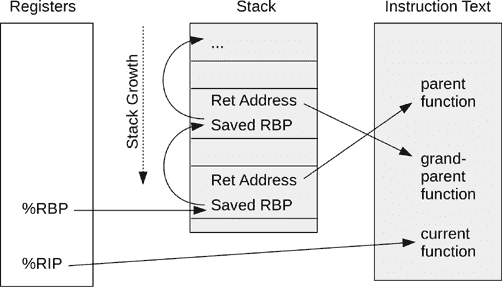 Registers
Stack
Instruction Text
Stack Growth
...
Ret Address
Saved RBP
Ret Address
Saved RBP
%RBP
%RIP
parent
function
grand-
parent
function
current
function